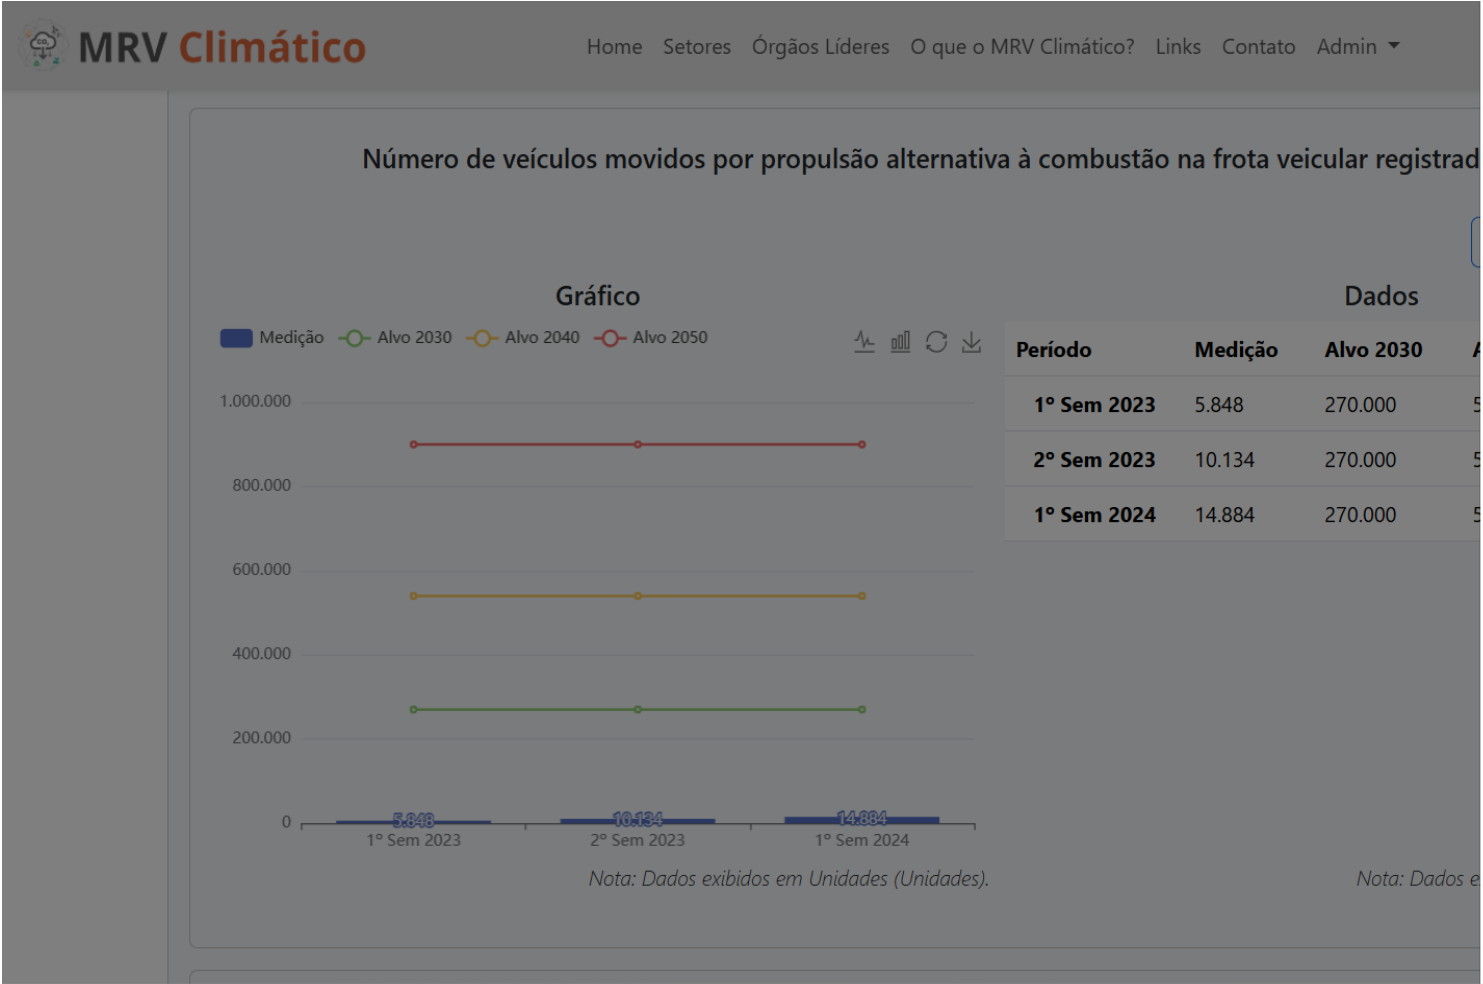 MRV Climático
Home Setores Órgãos Líderes O que o MRV Climático? Links Contato Admin
Número de veículos movidos por propulsão alternativa à combustão na frota veicular registrad
Gráfico
Medição Alvo 2030 Alvo 2040 Alvo 2050
1.000.000
800.000
600.000
400.000
200.000
0
5.848 10.134 14.884
1º Sem 2023 2º Sem 2023 1º Sem 2024
Nota: Dados exibidos em Unidades (Unidades).
Dados
Período Medição Alvo 2030
1º Sem 2023 5.848 270.000 5
2º Sem 2023 10.134 270.000 5
1º Sem 2024 14.884 270.000 5
Nota: Dados e